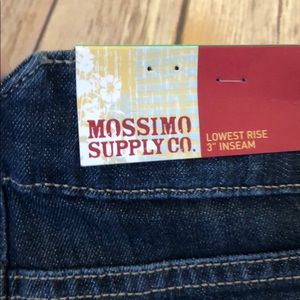 MOSSIMO
SUPPLY CO.
LOWEST RISE
3" INSEAM